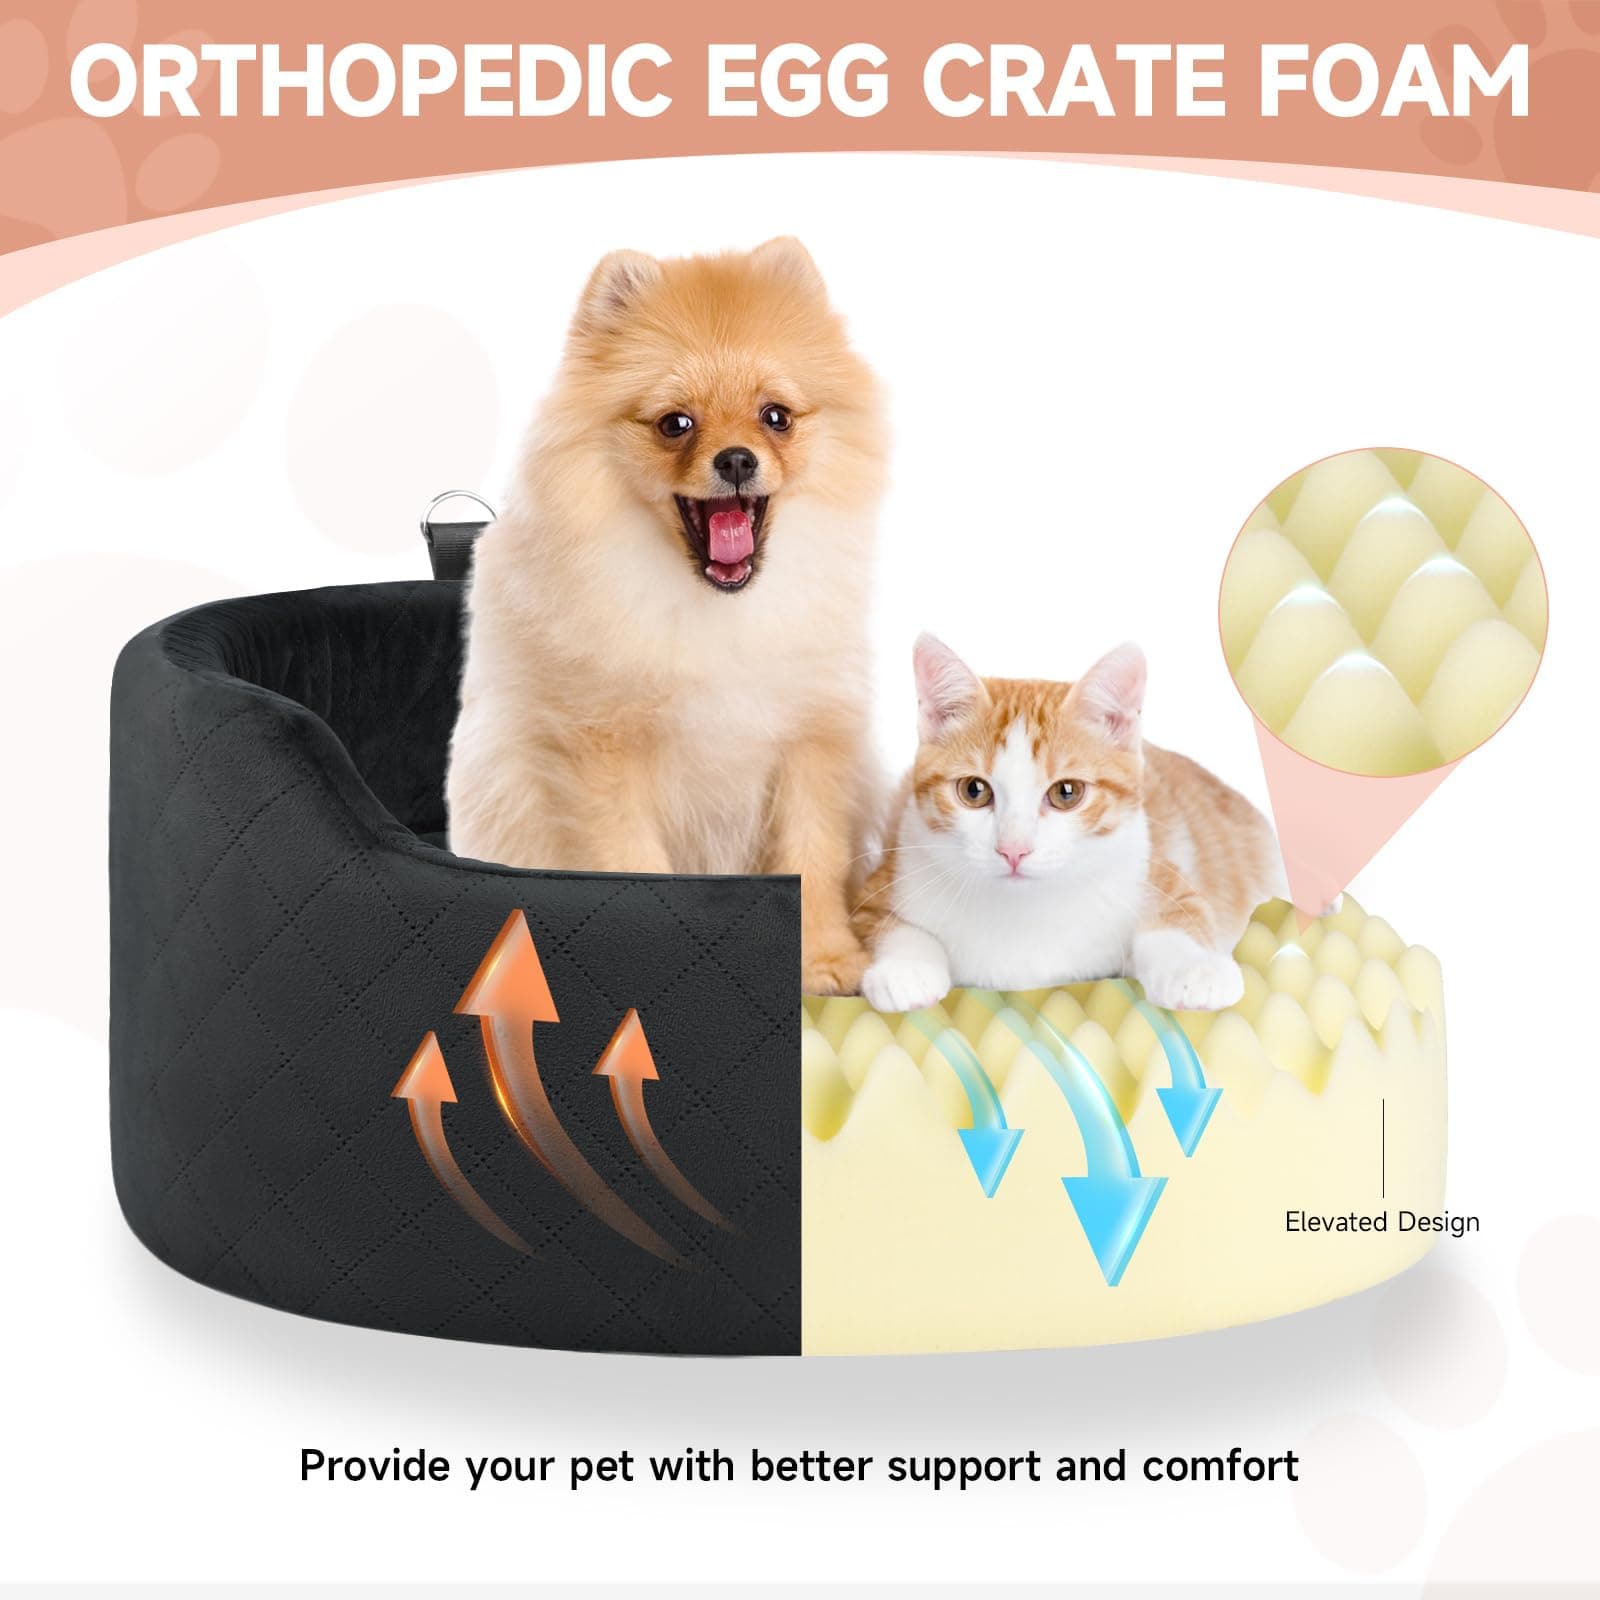 ORTHOPEDIC EGG CRATE FOAM
Elevated Design
Provide your pet with better support and comfort